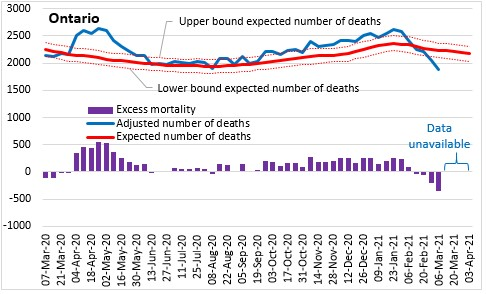 Ontario
Upper bound expected number of deaths
Lower bound expected number of deaths
3000
2500
2000
1500
1000
500
0
-500
-1000
Excess mortality
Adjusted number of deaths
Expected number of deaths
Data
unavailable
07-Mar-20
21-Mar-20
04-Apr-20
18-Apr-20
02-May-20
16-May-20
30-May-20
13-Jun-20
27-Jun-20
11-Jul-20
25-Jul-20
08-Aug-20
22-Aug-20
05-Sep-20
19-Sep-20
03-Oct-20
17-Oct-20
31-Oct-20
14-Nov-20
28-Nov-20
12-Dec-20
26-Dec-20
09-Jan-21
23-Jan-21
06-Feb-21
20-Feb-21
06-Mar-21
20-Mar-21
03-Apr-21